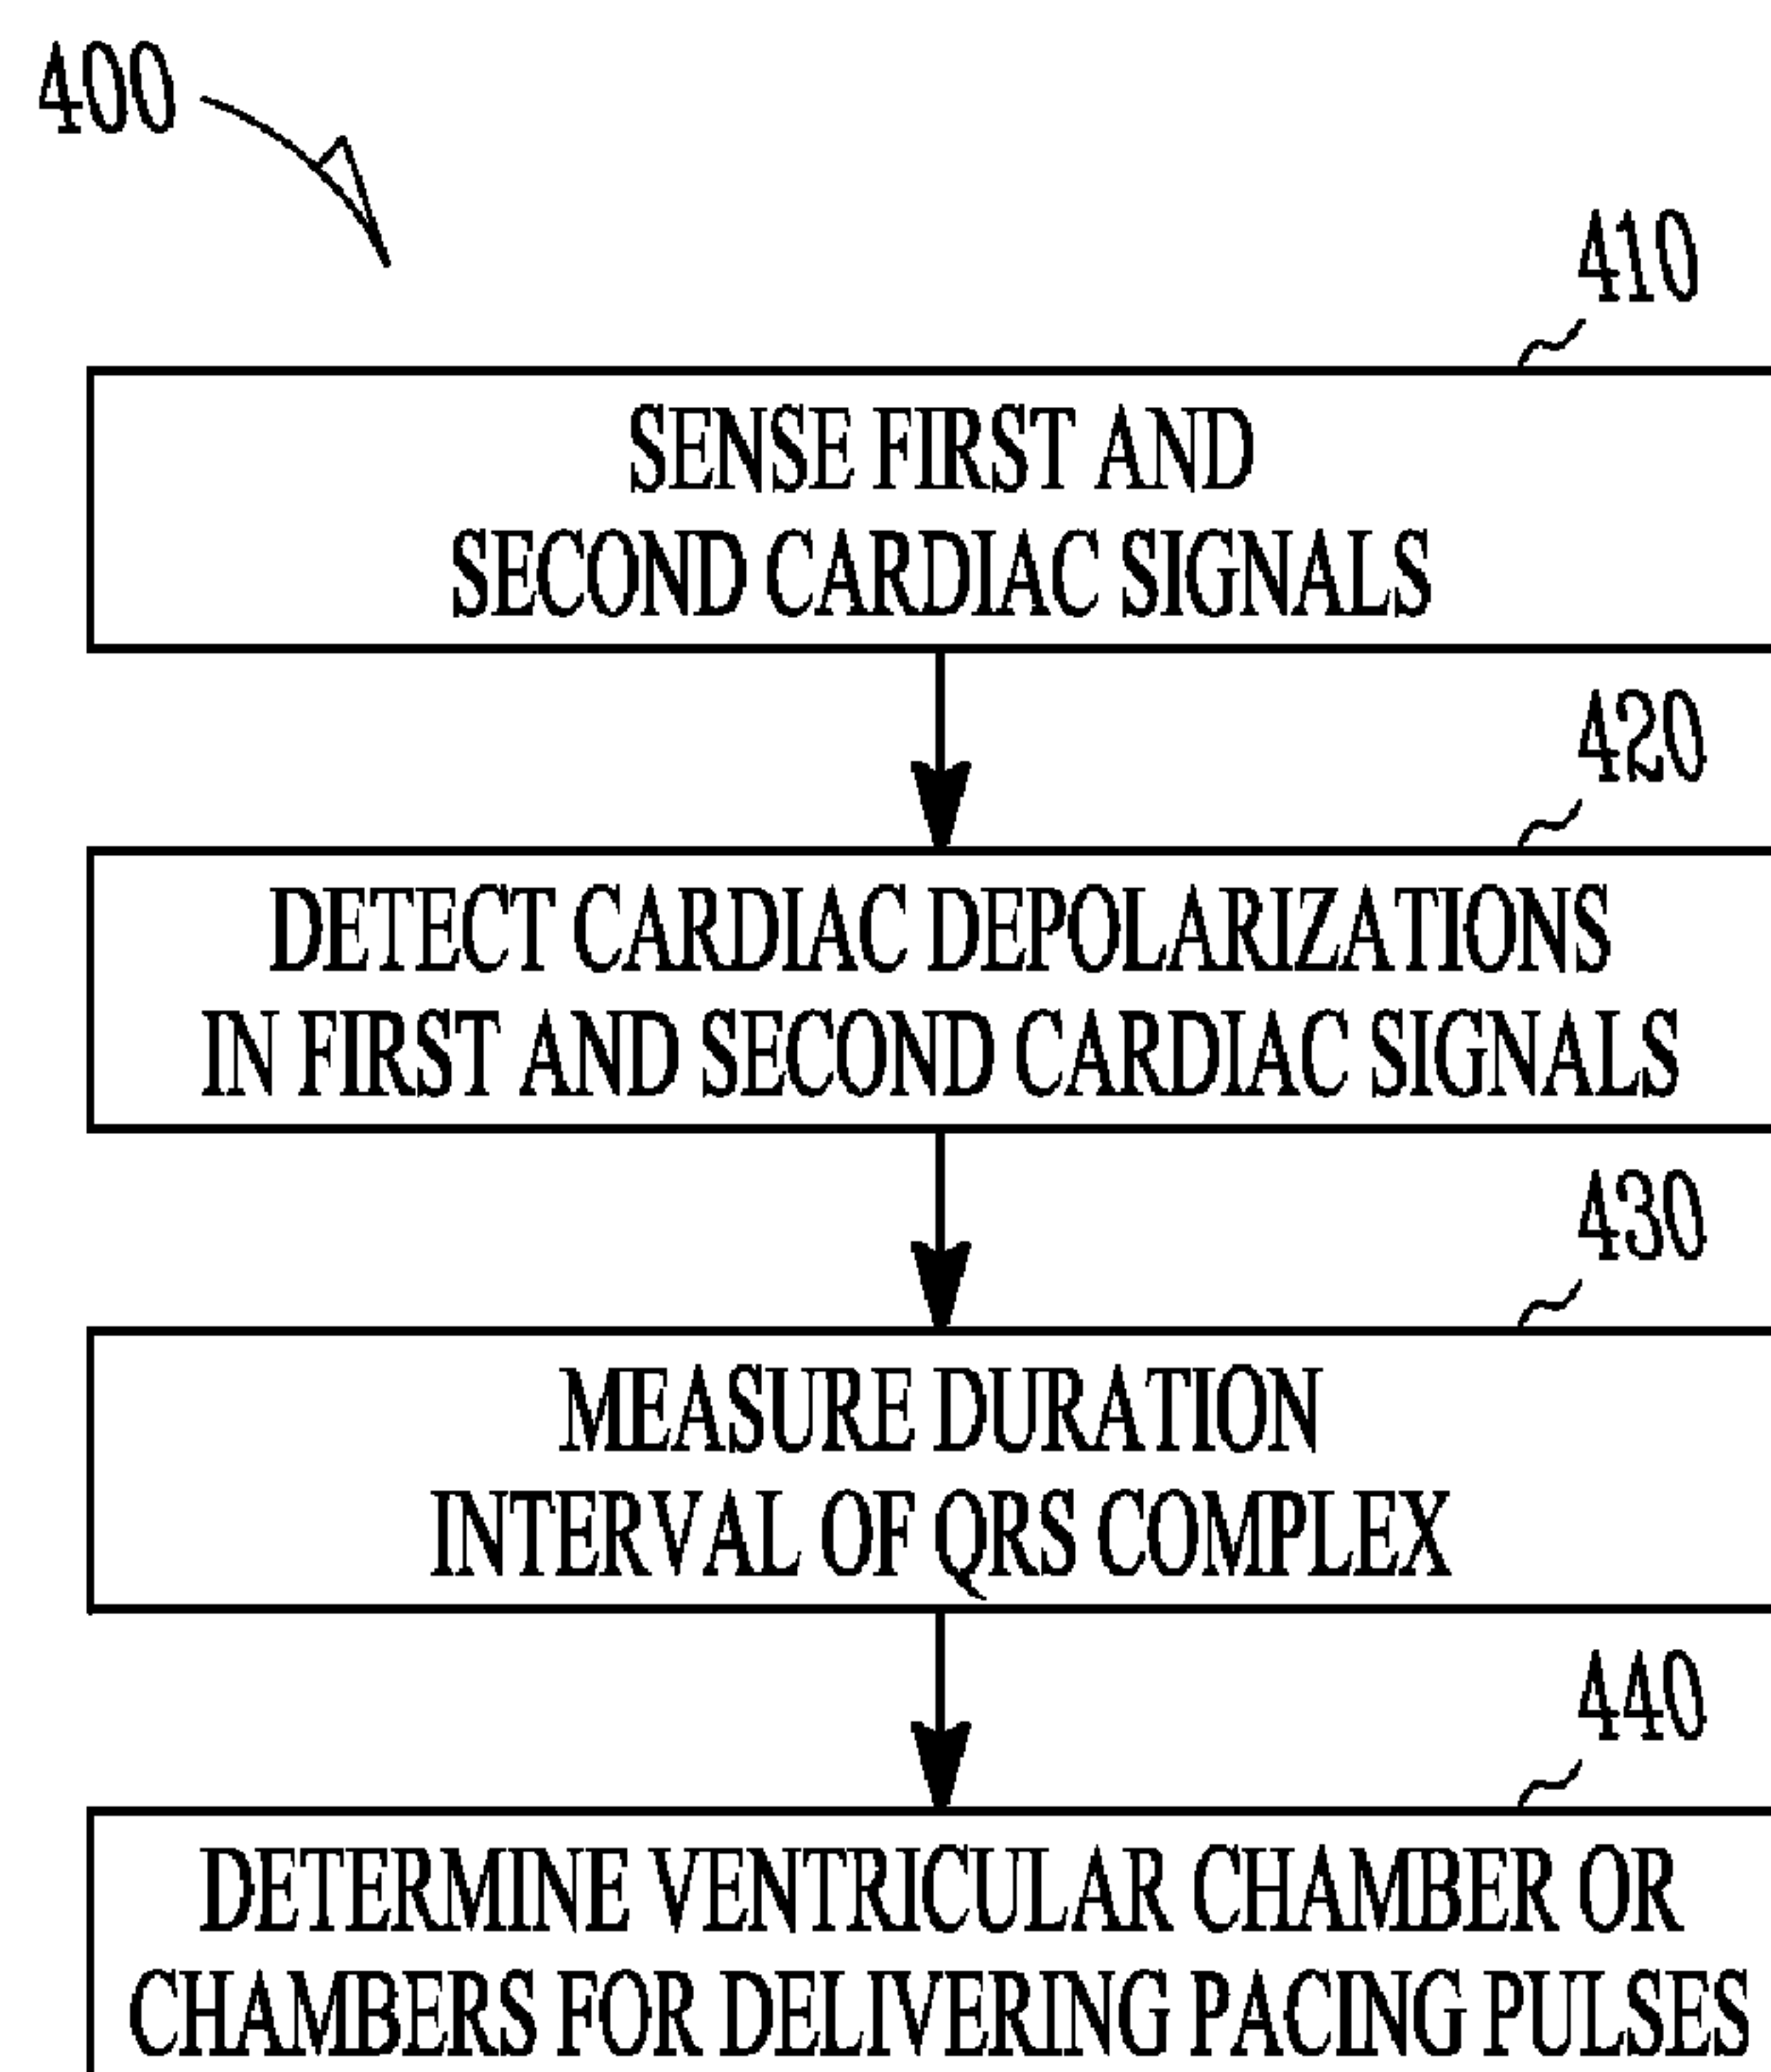 400
410
SENSE FIRST AND
SECOND CARDIAC SIGNALS
420
DETECT CARDIAC DEPOLARIZATIONS
IN FIRST AND SECOND CARDIAC SIGNALS
430
MEASURE DURATION
INTERVAL OF QRS COMPLEX
440
DETERMINE VENTRICULAR CHAMBER OR
CHAMBERS FOR DELIVERING PACING PULSES